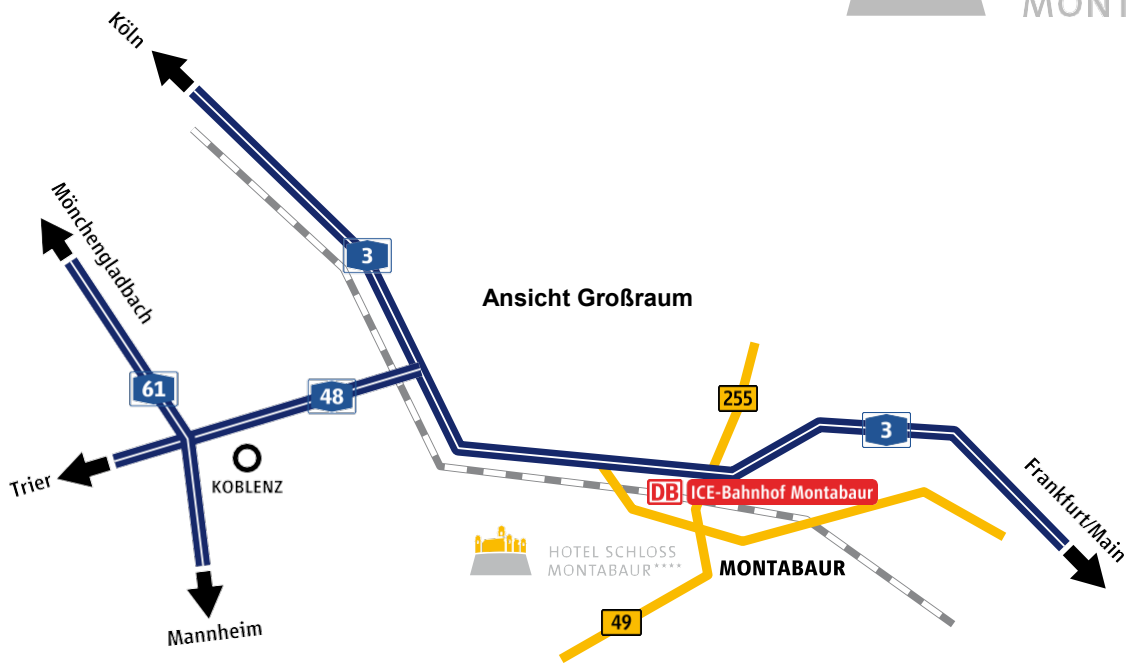 MONT
Köln
Mönchengladbach
3
Ansicht Großraum
61
48
255
3
Trier
KOBLENZ
DB ICE-Bahnhof Montabaur
Frankfurt/Main
HOTEL SCHLOSS
MONTABAUR****
MONTABAUR
49
Mannheim